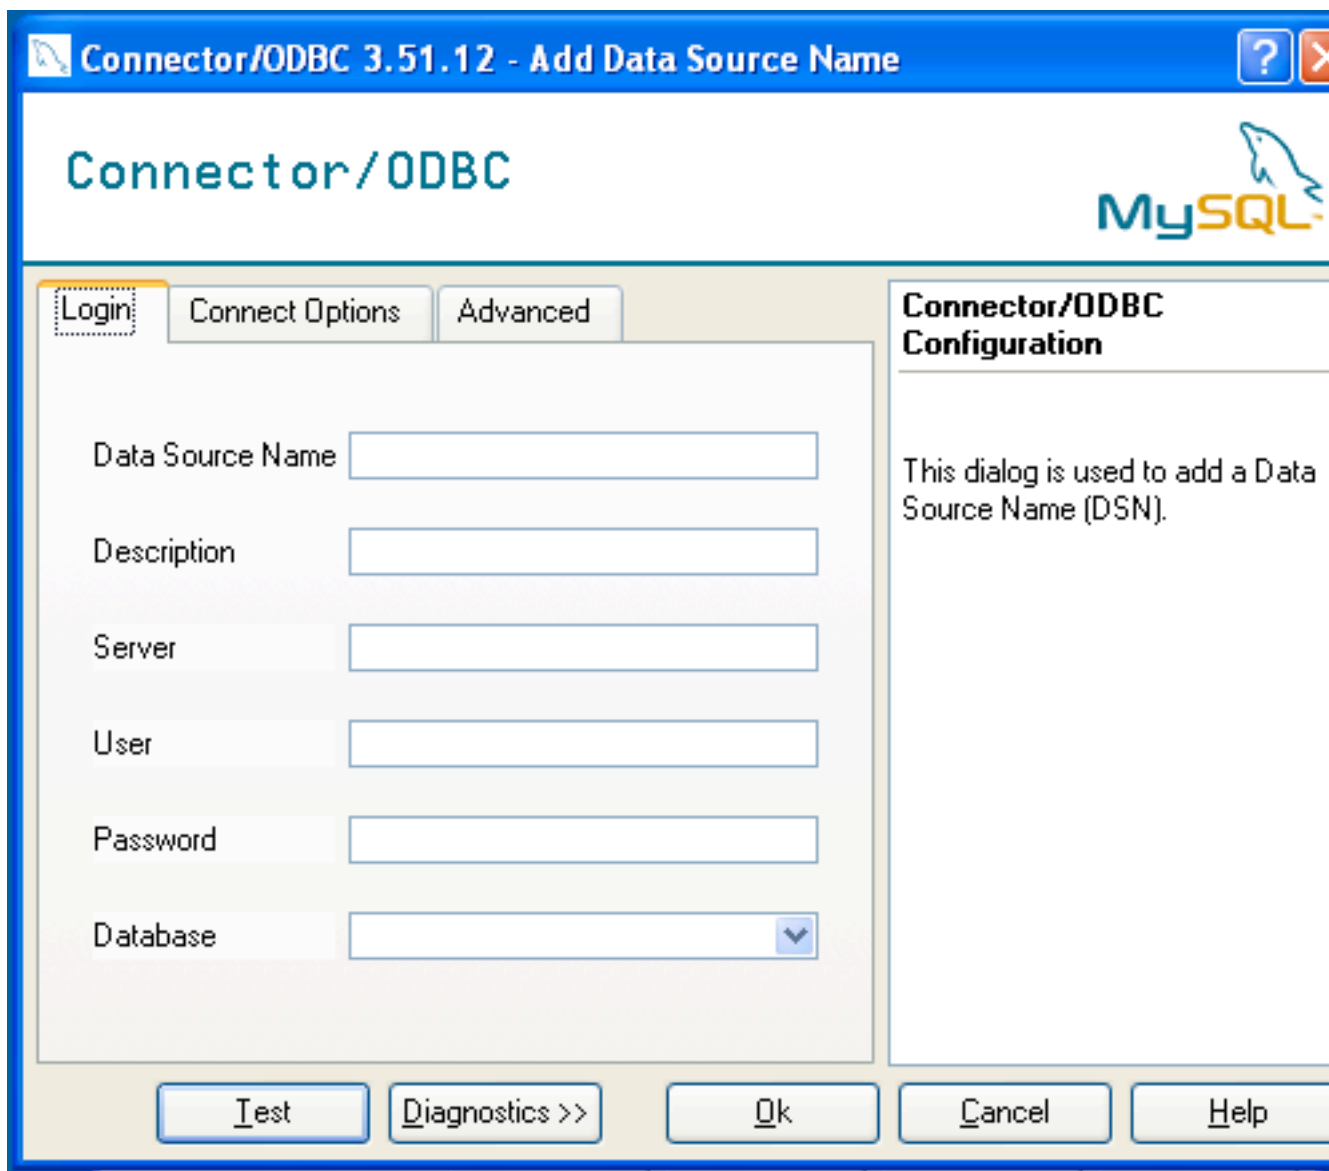 Connector/ODBC 3.51.12 - Add Data Source Name
?
Connector/ODBC
MySQL
Login
Connect Options
Advanced
Connector/ODBC
Configuration
Data Source Name
This dialog is used to add a Data
Source Name (DSN).
Description
Server
User
Password
Database
Test
Diagnostics >>
Ok
Cancel
Help